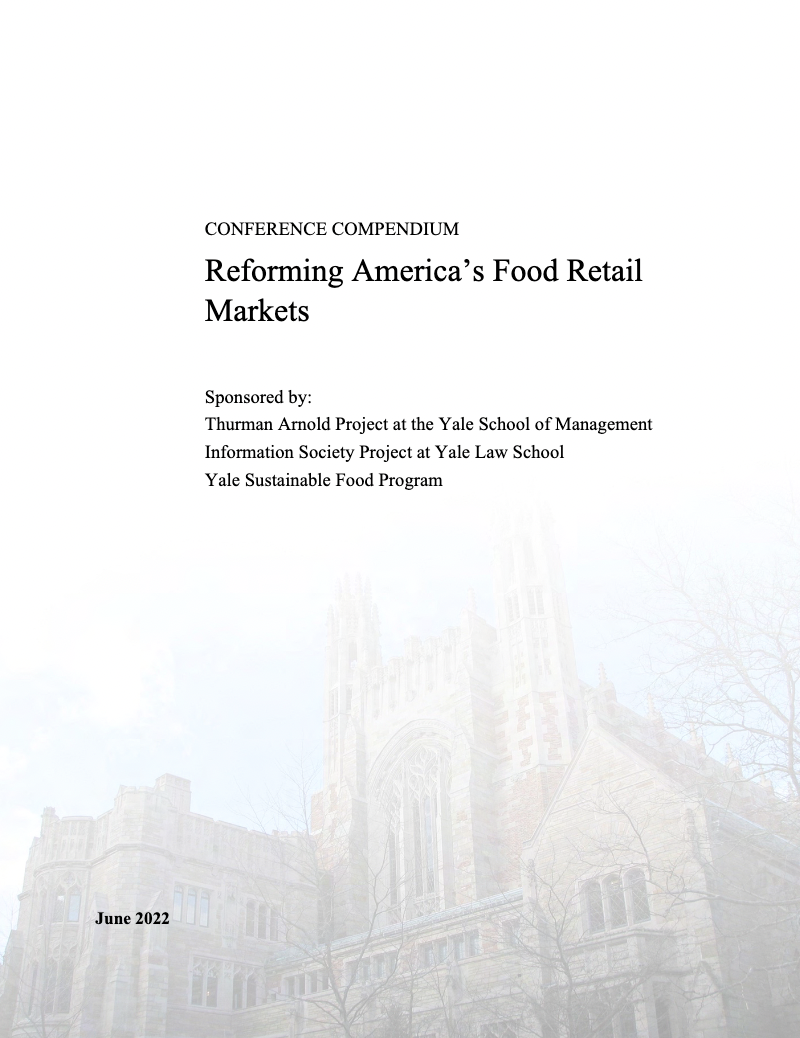 CONFERENCE COMPENDIUM
Reforming America’s Food Retail
Markets
Sponsored by:
Thurman Arnold Project at the Yale School of Management
Information Society Project at Yale Law School
Yale Sustainable Food Program
June 2022